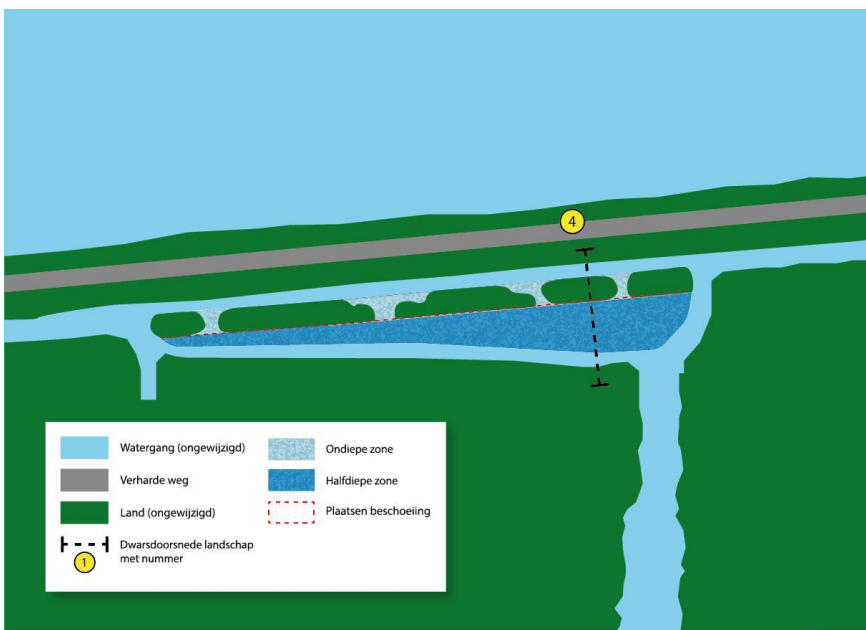 4
Watergang (ongewijzigd)
Ondiepe zone
Verharde weg
Halfdiepe zone
Land (ongewijzigd)
Plaatsen beschoeiing
Dwarsdoorsnede landschap
met nummer
1